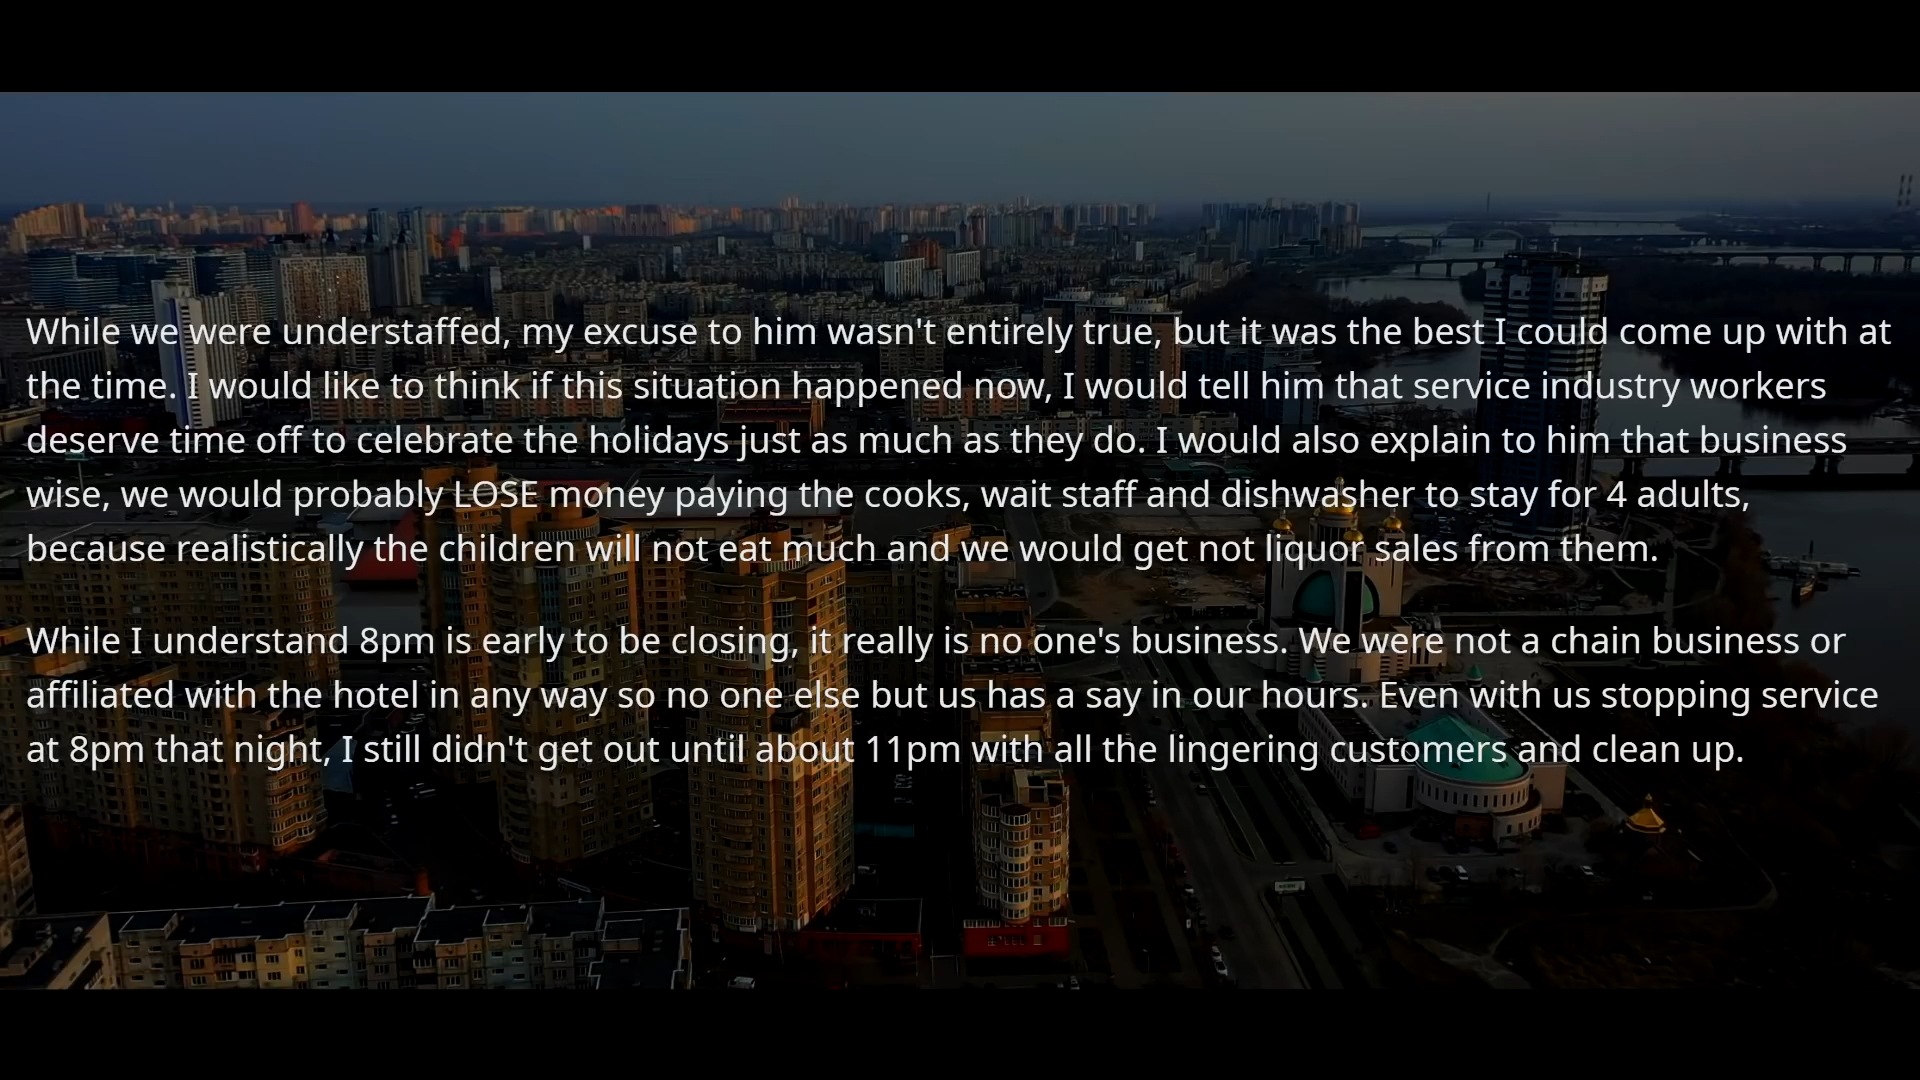 While we were understaffed, my excuse to him wasn't entirely true, but it was the best I could come up with at
the time. I would like to think if this situation happened now, I would tell him that service industry workers
deserve time off to celebrate the holidays just as much as they do. I would also explain to him that business
wise, we would probably LOSE money paying the cooks, wait staff and dishwasher to stay for 4 adults,
because realistically the children will not eat much and we would get not liquor sales from them.
While I understand 8pm is early to be closing, it really is no one's business. We were not a chain business or
affiliated with the hotel in any way so no one else but us has a say in our hours. Even with us stopping service
at 8pm that night, I still didn't get out until about 11pm with all the lingering customers and clean up.